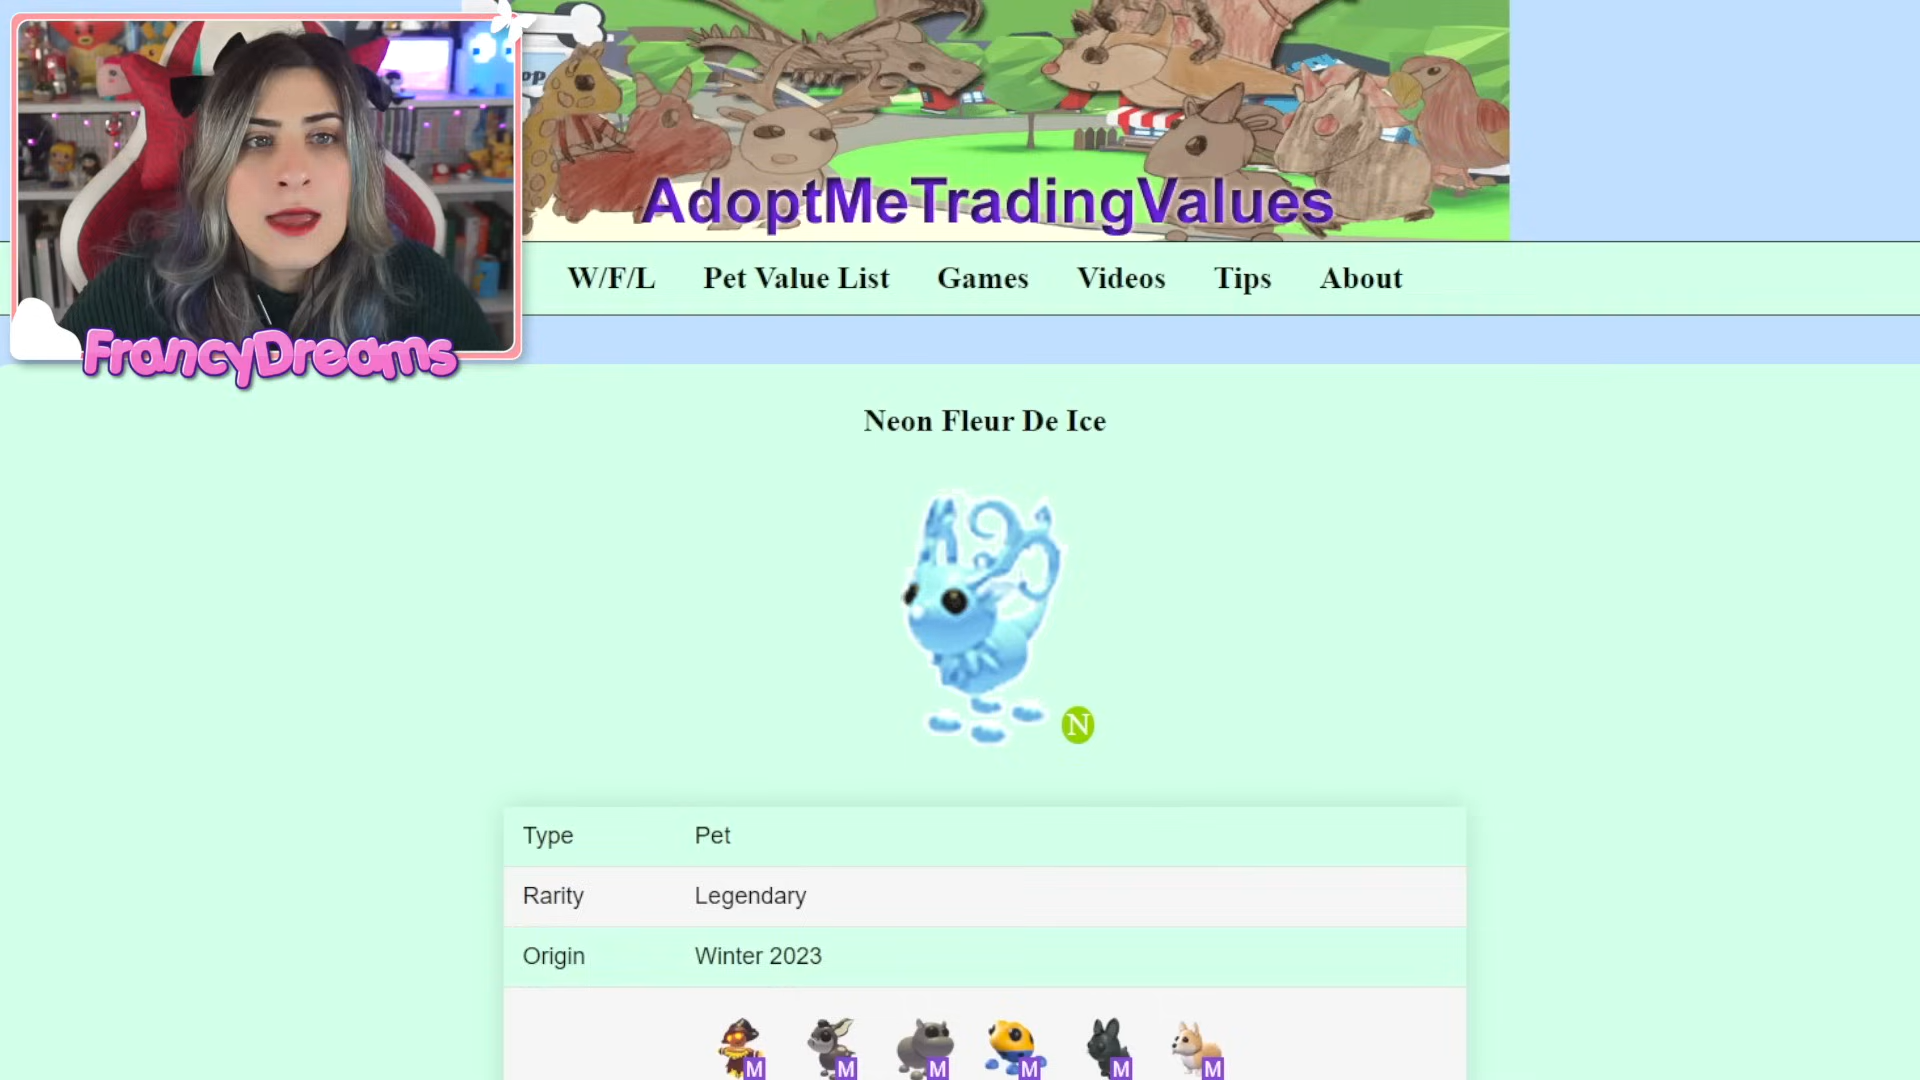 op
AdoptMeTradingValues
W/F/L Pet Value List Games Videos Tips About
FrancyDreams
Neon Fleur De Ice
N
Type Pet
Rarity Legendary
Origin Winter 2023
M M M M M M